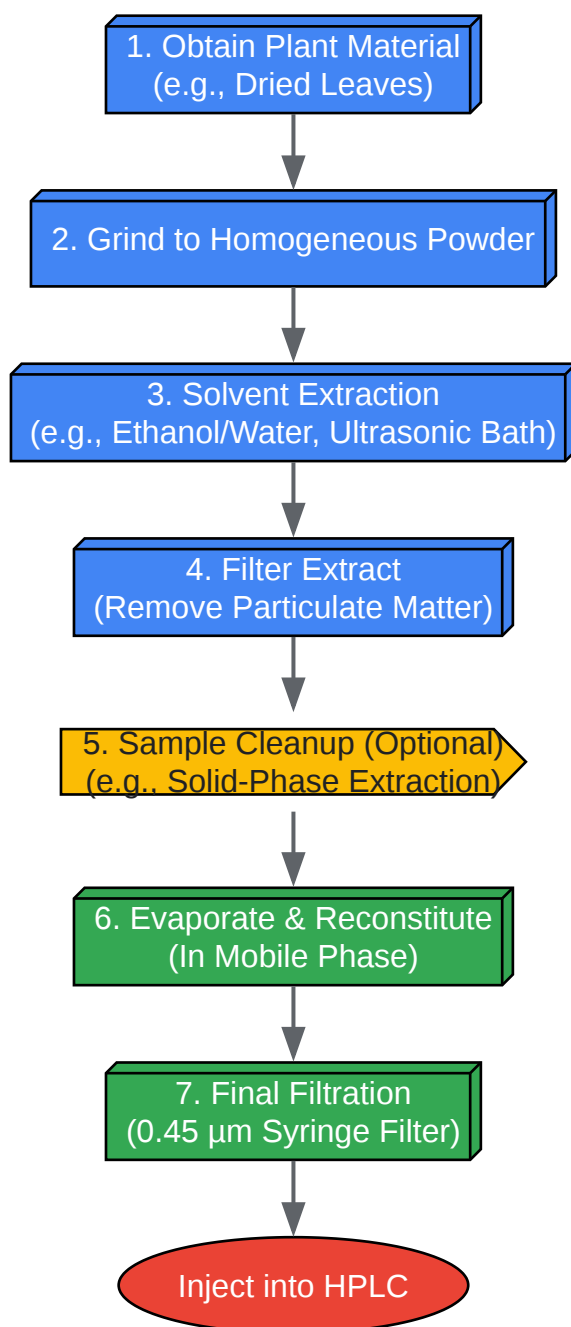 1. Obtain Plant Material
(e.g., Dried Leaves)
2. Grind to Homogeneous Powder
3. Solvent Extraction
(e.g., Ethanol/Water, Ultrasonic Bath)
4. Filter Extract
(Remove Particulate Matter)
5. Sample Cleanup (Optional)
(e.g., Solid-Phase Extraction)
6. Evaporate & Reconstitute
(In Mobile Phase)
7. Final Filtration
(0.45 µm Syringe Filter)
Inject into HPLC